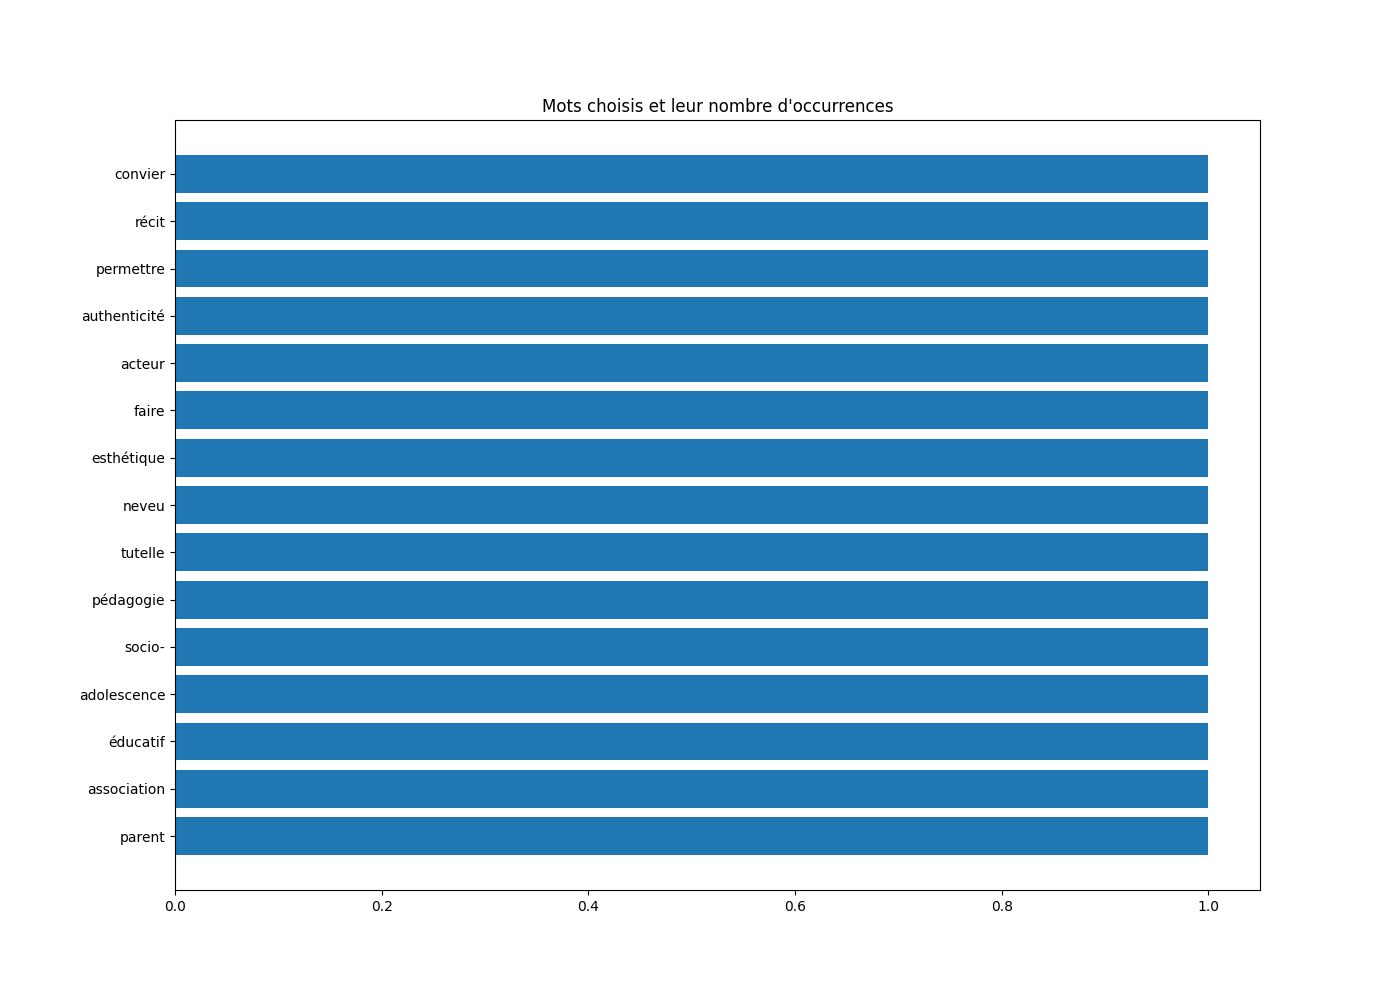 Mots choisis et leur nombre d'occurrences
convier
récit
permettre
authenticité
acteur
faire
esthétique
neveu
tutelle
pédagogie
socio-
adolescence
éducatif
association
parent
0.0 0.2 0.4 0.6 0.8 1.0